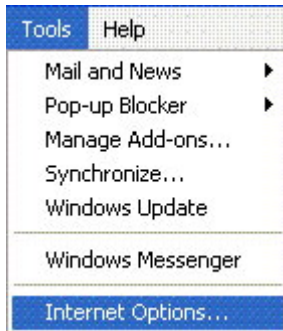 Tools Help
Mail and News
Pop-up Blocker
Manage Add-ons...
Synchronize...
Windows Update
Windows Messenger
Internet Options...